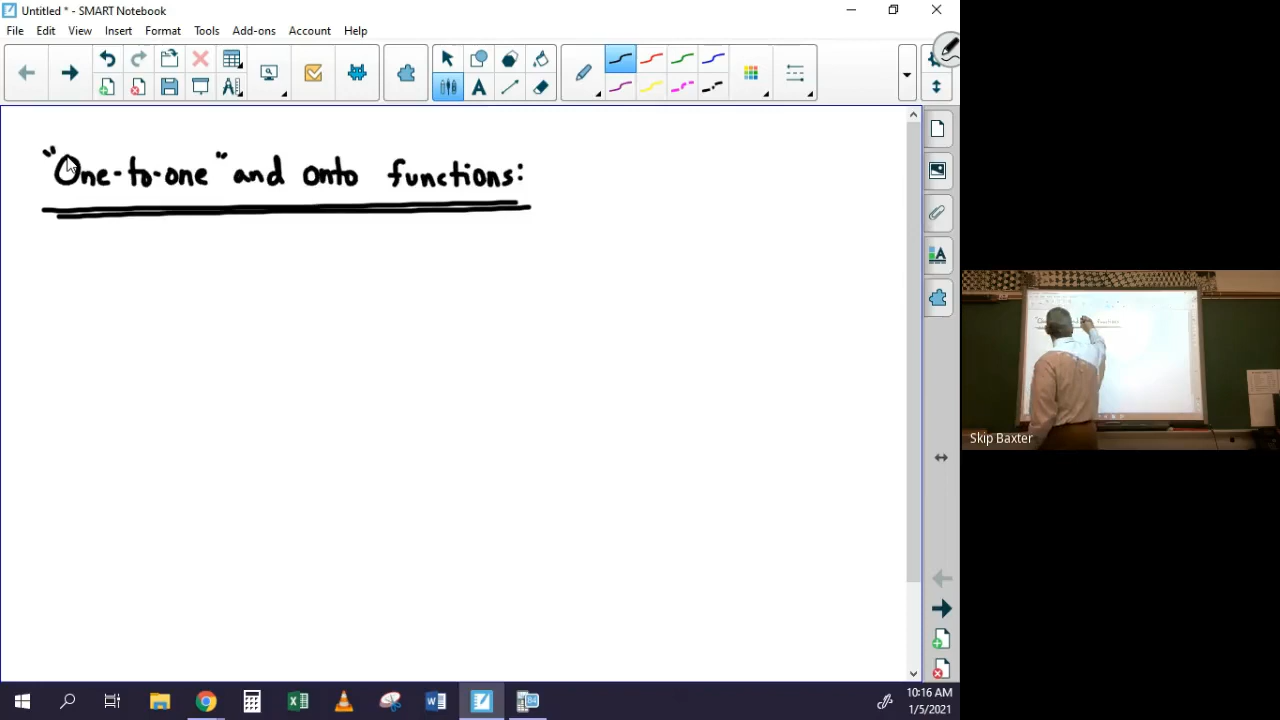 Untitled * - SMART Notebook
File Edit View Insert Format Tools Add-ons Account Help
"One-to-one" and onto functions:
Skip Baxter
10:16 AM
1/5/2021